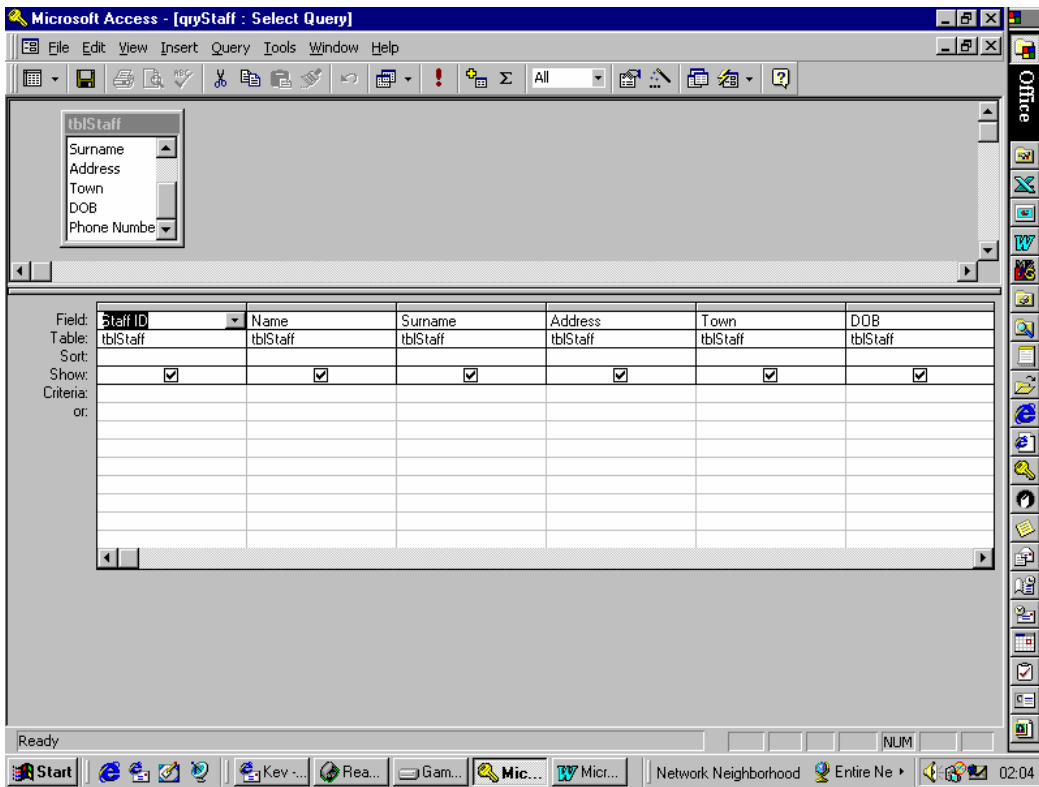 Microsoft Access - [qryStaff : Select Query]
File Edit View Insert Query Tools Window Help
All
Office
tblStaff
Surname
Address
Town
DOB
Phone Numbe
Field: Staff ID Name Surname Address Town DOB
Table: tblStaff tblStaff tblStaff tblStaff tblStaff tblStaff
Sort:
Show:
Criteria:
or:
Ready NUM
Start Kev -... Rea... Gam... Mic... Micr... Network Neighborhood Entire Ne 02:04